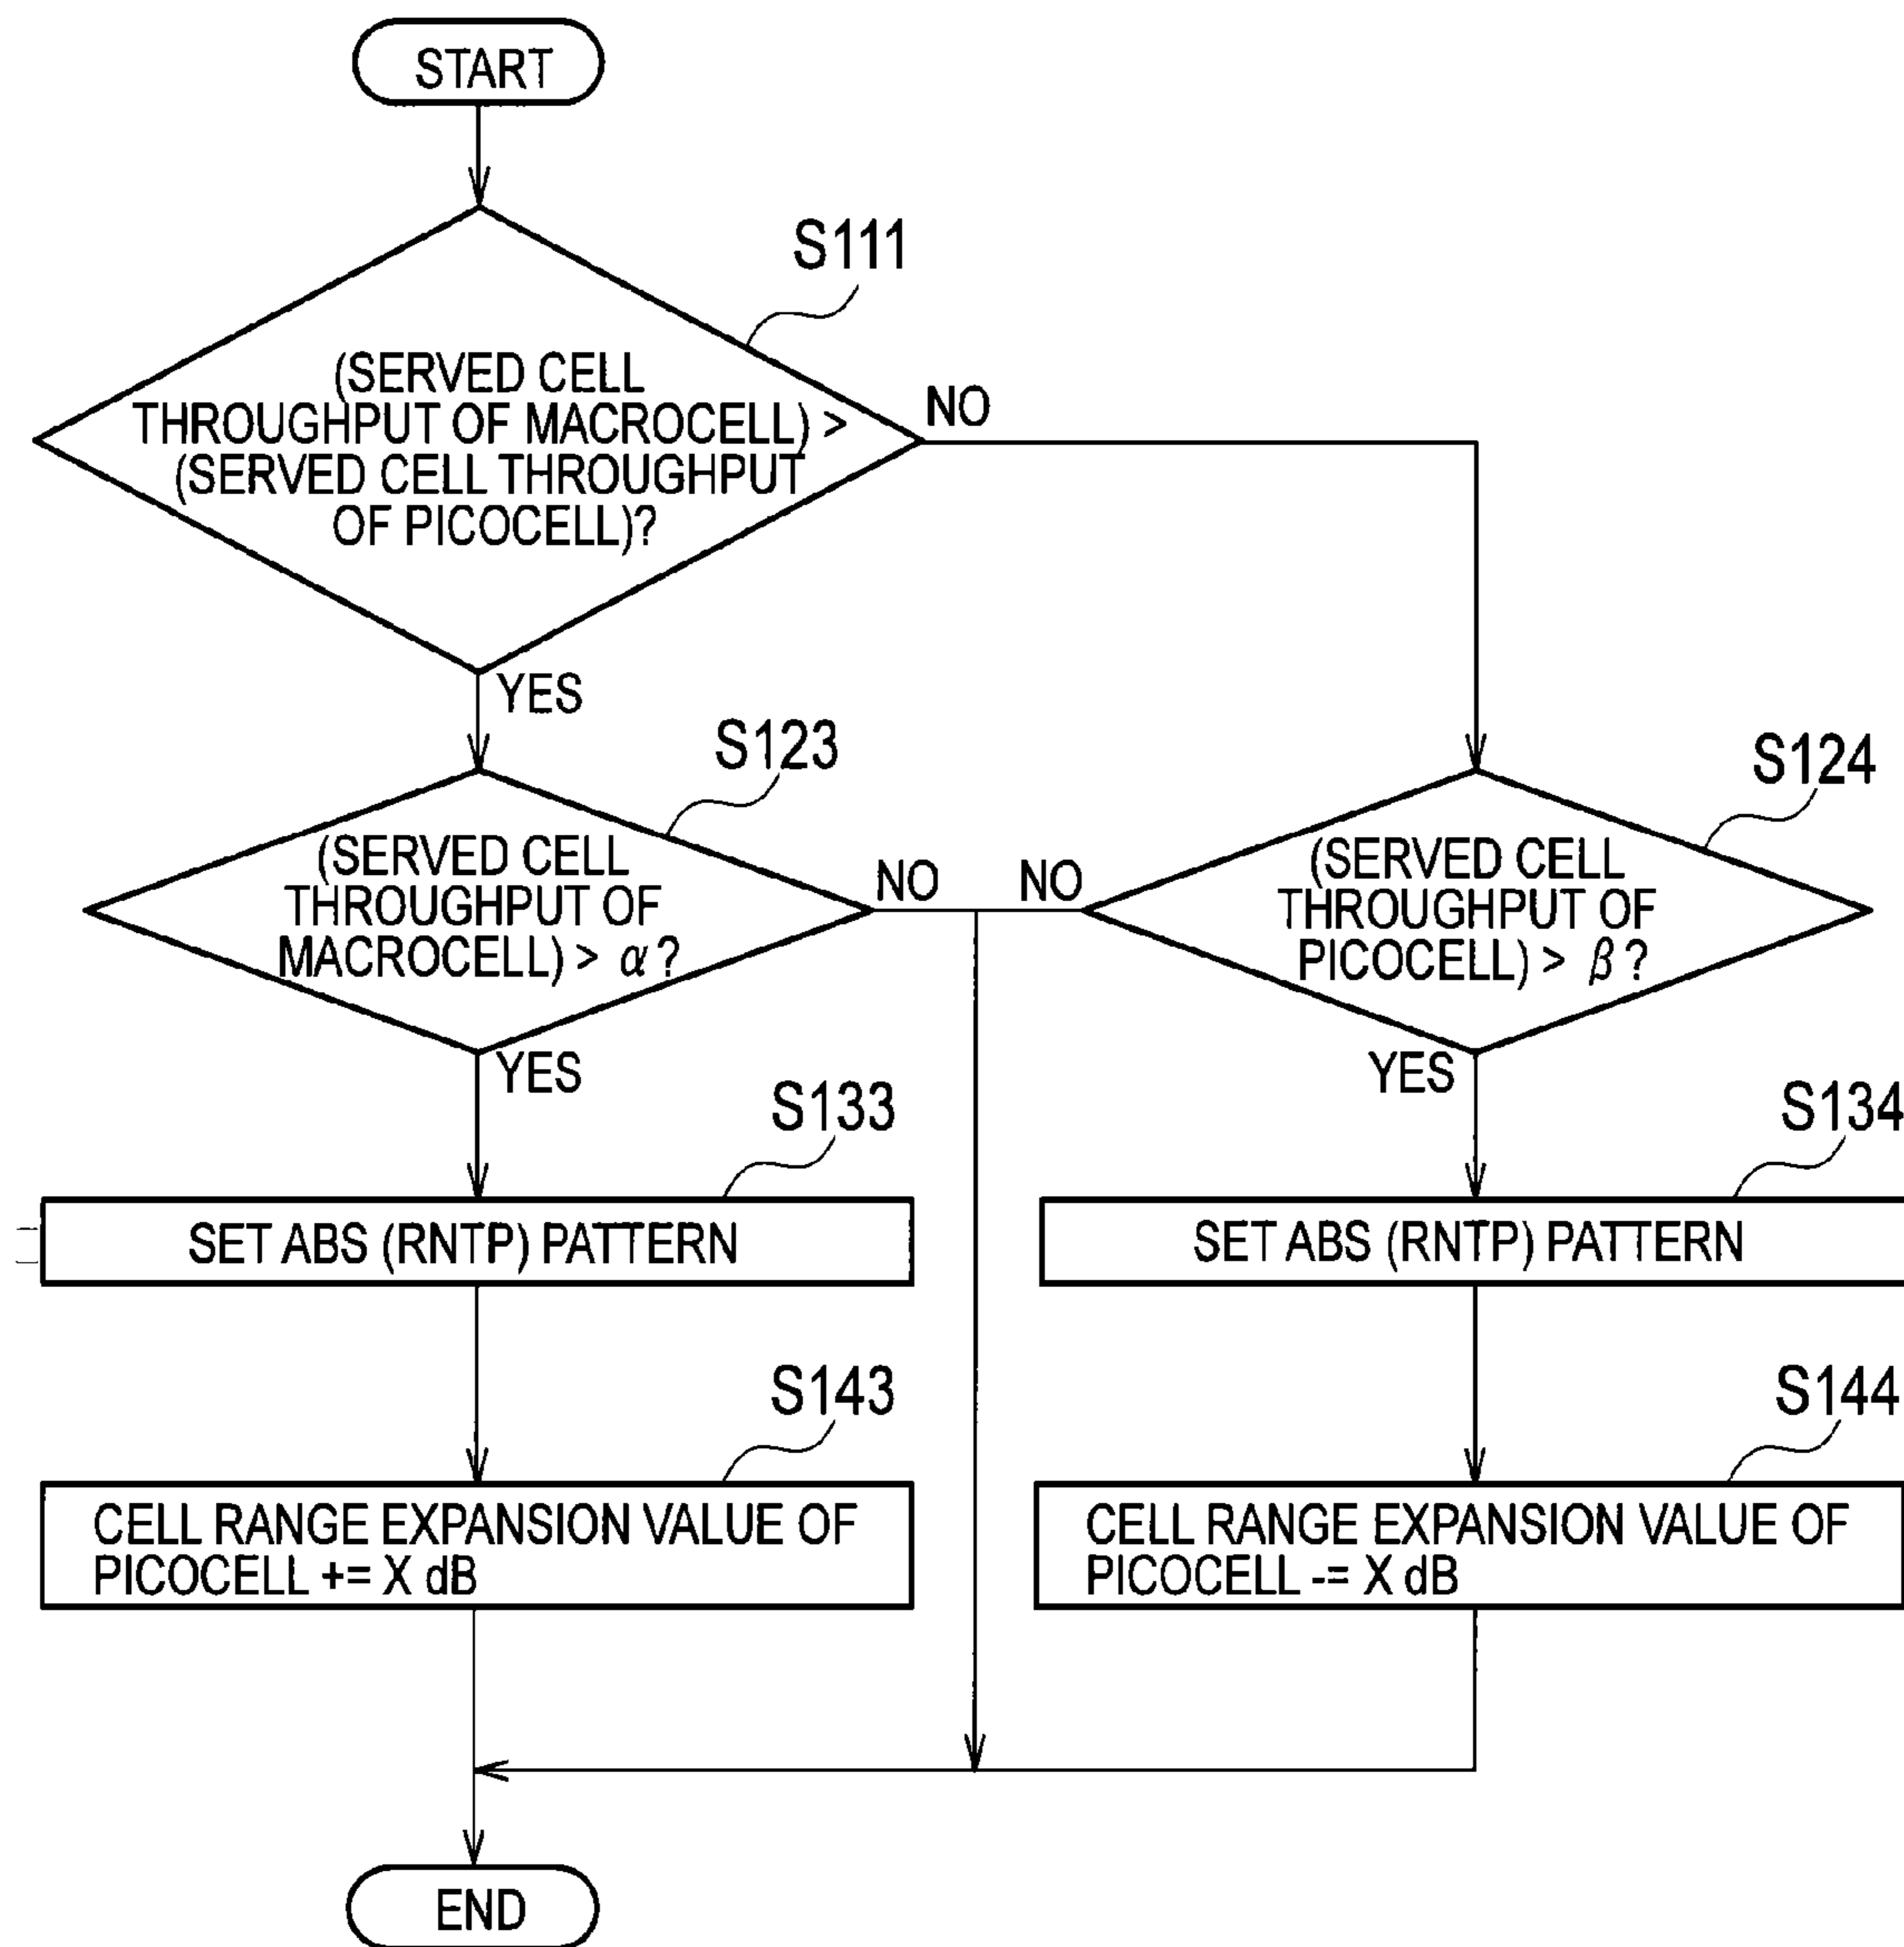 START
S111
(SERVED CELL
THROUGHPUT OF MACROCELL) >
(SERVED CELL THROUGHPUT
OF PICOCELL)?
NO
YES
S123
(SERVED CELL
THROUGHPUT OF
MACROCELL) > α?
NO
YES
S124
(SERVED CELL
THROUGHPUT OF
PICOCELL) > β?
NO
YES
S133
SET ABS (RNTP) PATTERN
S134
SET ABS (RNTP) PATTERN
S143
CELL RANGE EXPANSION VALUE OF
PICOCELL += X dB
S144
CELL RANGE EXPANSION VALUE OF
PICOCELL -= X dB
END